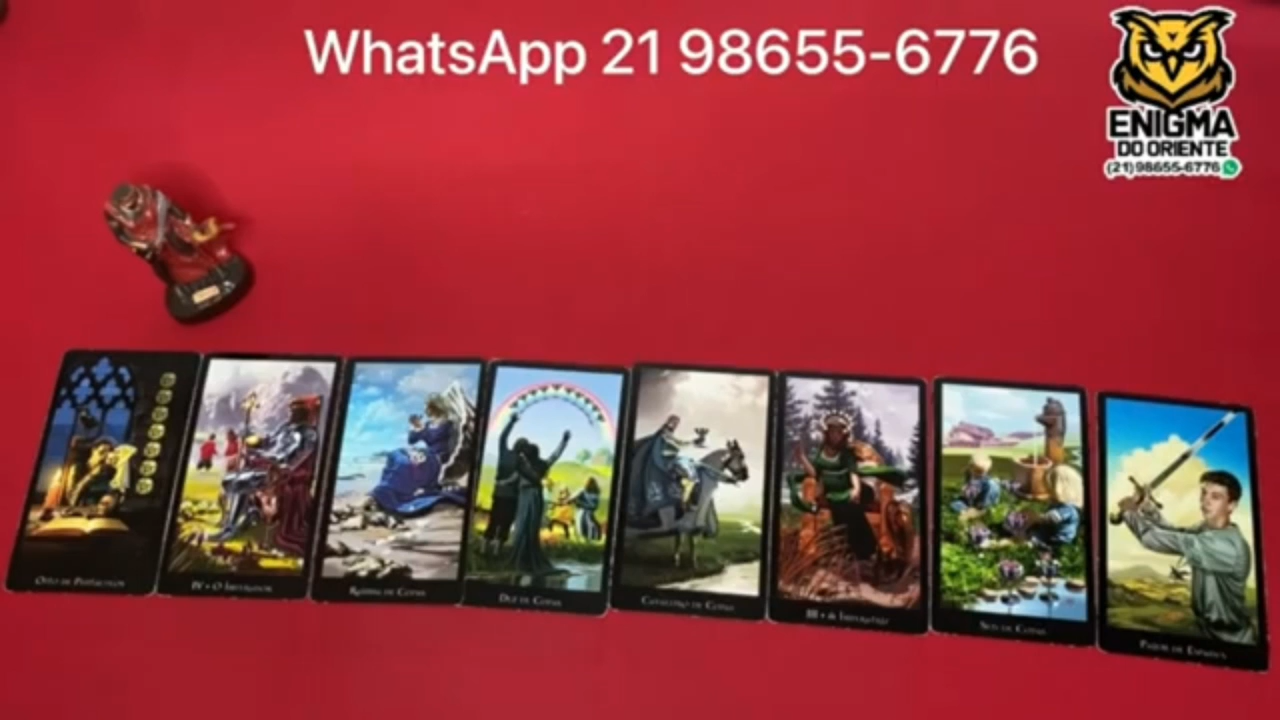 WhatsApp 21 98655-6776
ENIGMA
DO ORIENTE
(21)98655-6776
OITO DE PENTÁCULOS
IV • O IMPERADOR
RAINHA DE COPAS
DEZ DE COPAS
CAVALEIRO DE COPAS
III • A IMPERATRIZ
SEIS DE COPAS
PAJEM DE ESPADAS